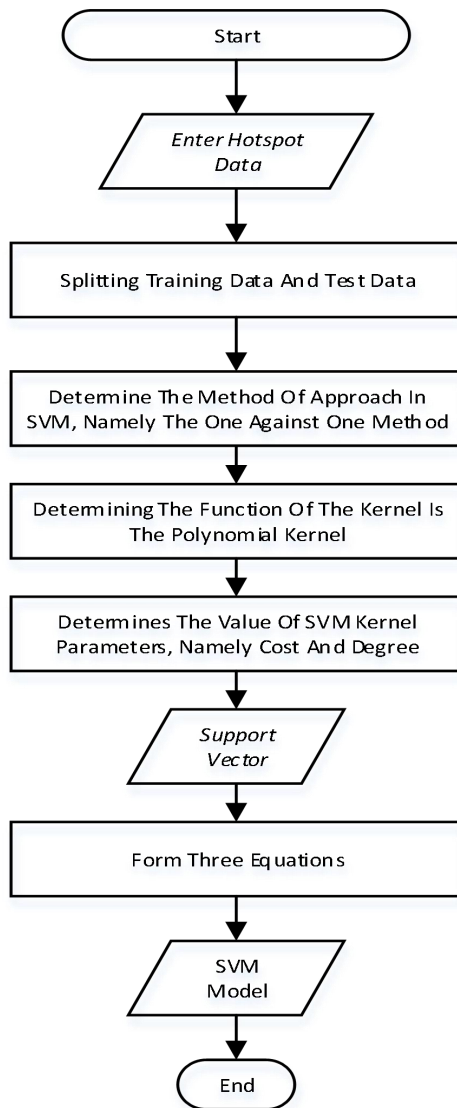 Start
Enter Hotspot
Data
Splitting Training Data And Test Data
Determine The Method Of Approach In
SVM, Namely The One Against One Method
Determining The Function Of The Kernel Is
The Polynomial Kernel
Determines The Value Of SVM Kernel
Parameters, Namely Cost And Degree
Support
Vector
Form Three Equations
SVM
Model
End